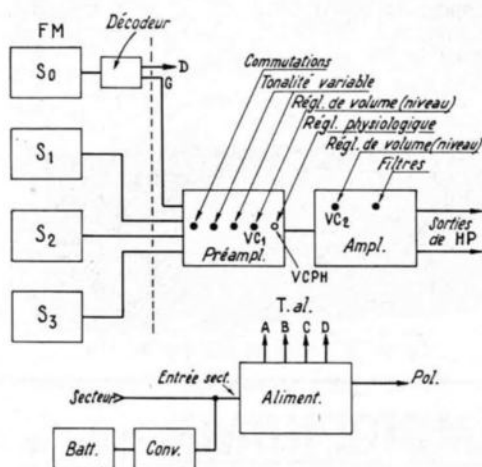 FM
Décodeur
S0
D
G
Commutations
Tonalité variable
Régl. de volume (niveau)
Régl. physiologique
Régl. de volume (niveau)
Filtres
S1
S2
S3
VC1
Préampl.
VCPH
VC2
Ampl.
Sorties
de HP
T.al.
A B C D
Entrée sect.
Secteur
Aliment.
Pol.
Batt.
Conv.